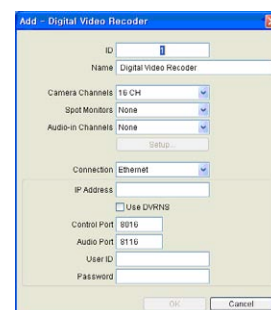 Add - Digital Video Recoder
ID 1
Name Digital Video Recoder
Camera Channels 16 CH
Spot Monitors None
Audio-in Channels None
Setup...
Connection Ethernet
IP Address
Use DVRNS
Control Port 8016
Audio Port 8116
User ID
Password
OK Cancel